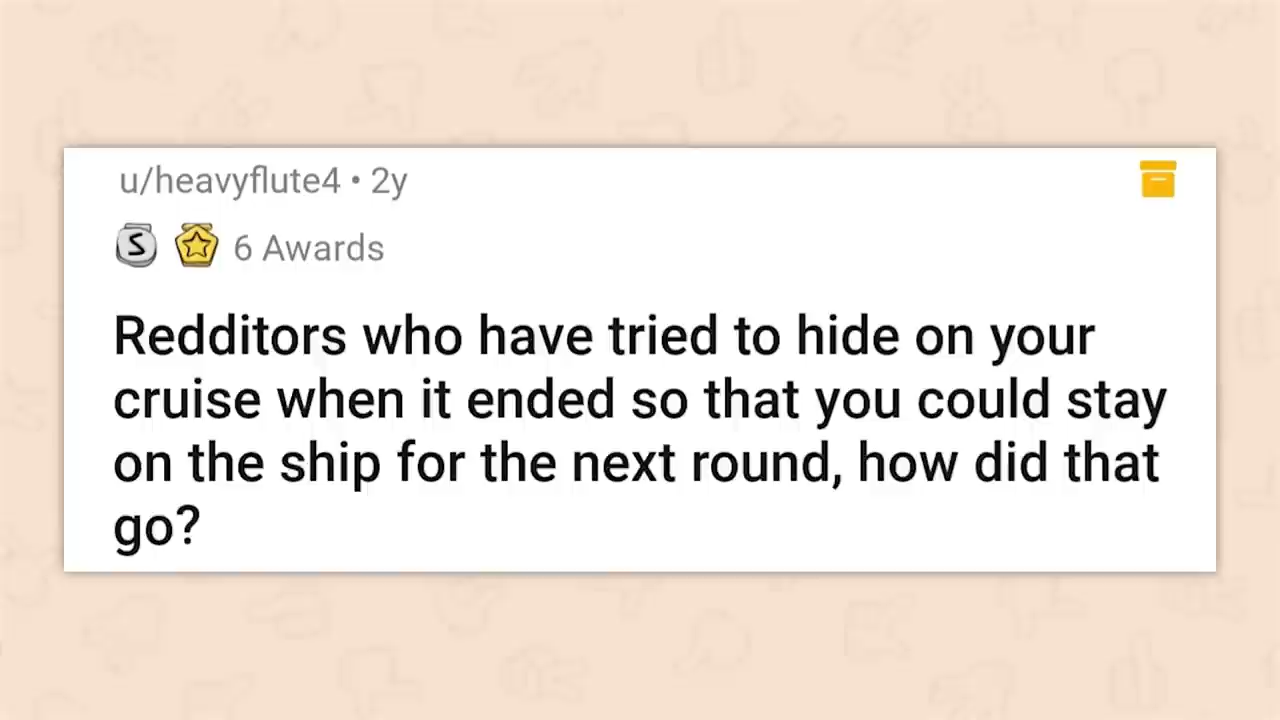 u/heavyflute4 • 2y
S 6 Awards
Redditors who have tried to hide on your
cruise when it ended so that you could stay
on the ship for the next round, how did that
go?